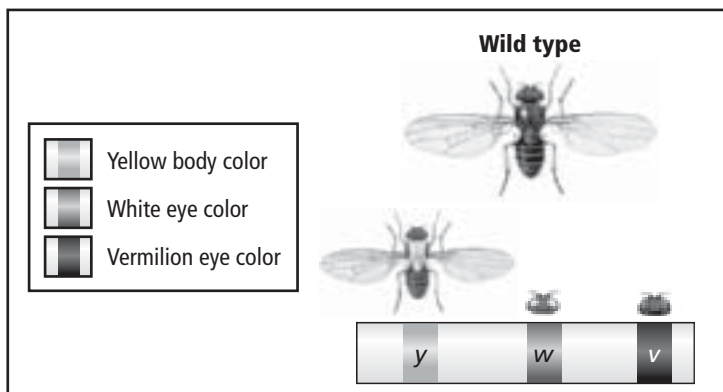 Wild type
Yellow body color
White eye color
Vermilion eye color
y w v